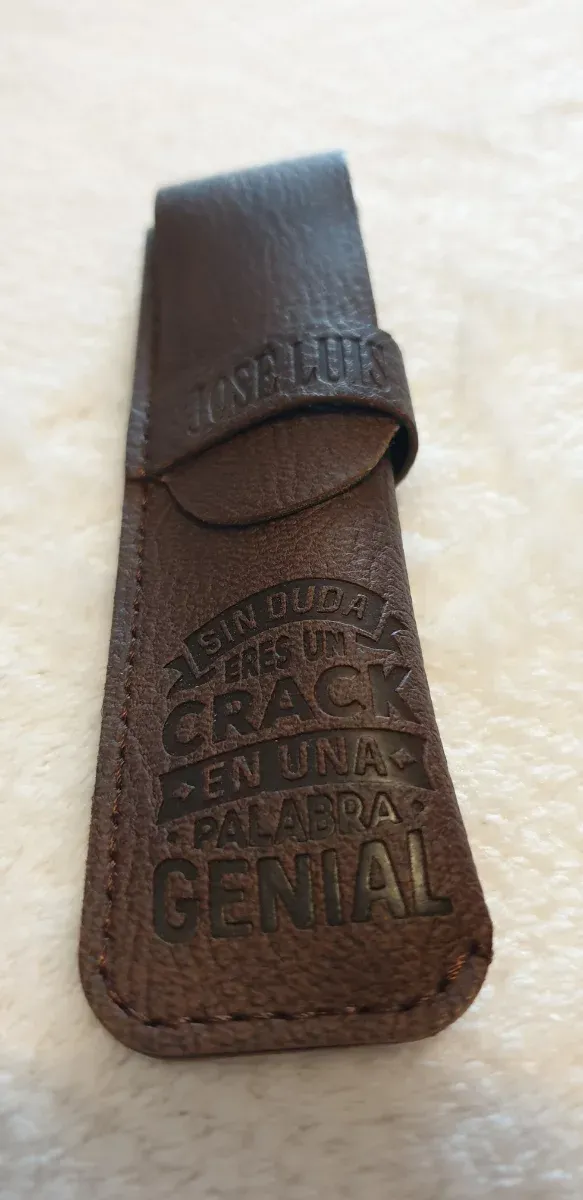 JOSE LUIS
SIN DUDA
ERES UN
CRACK
EN UNA
PALABRA
GENIAL